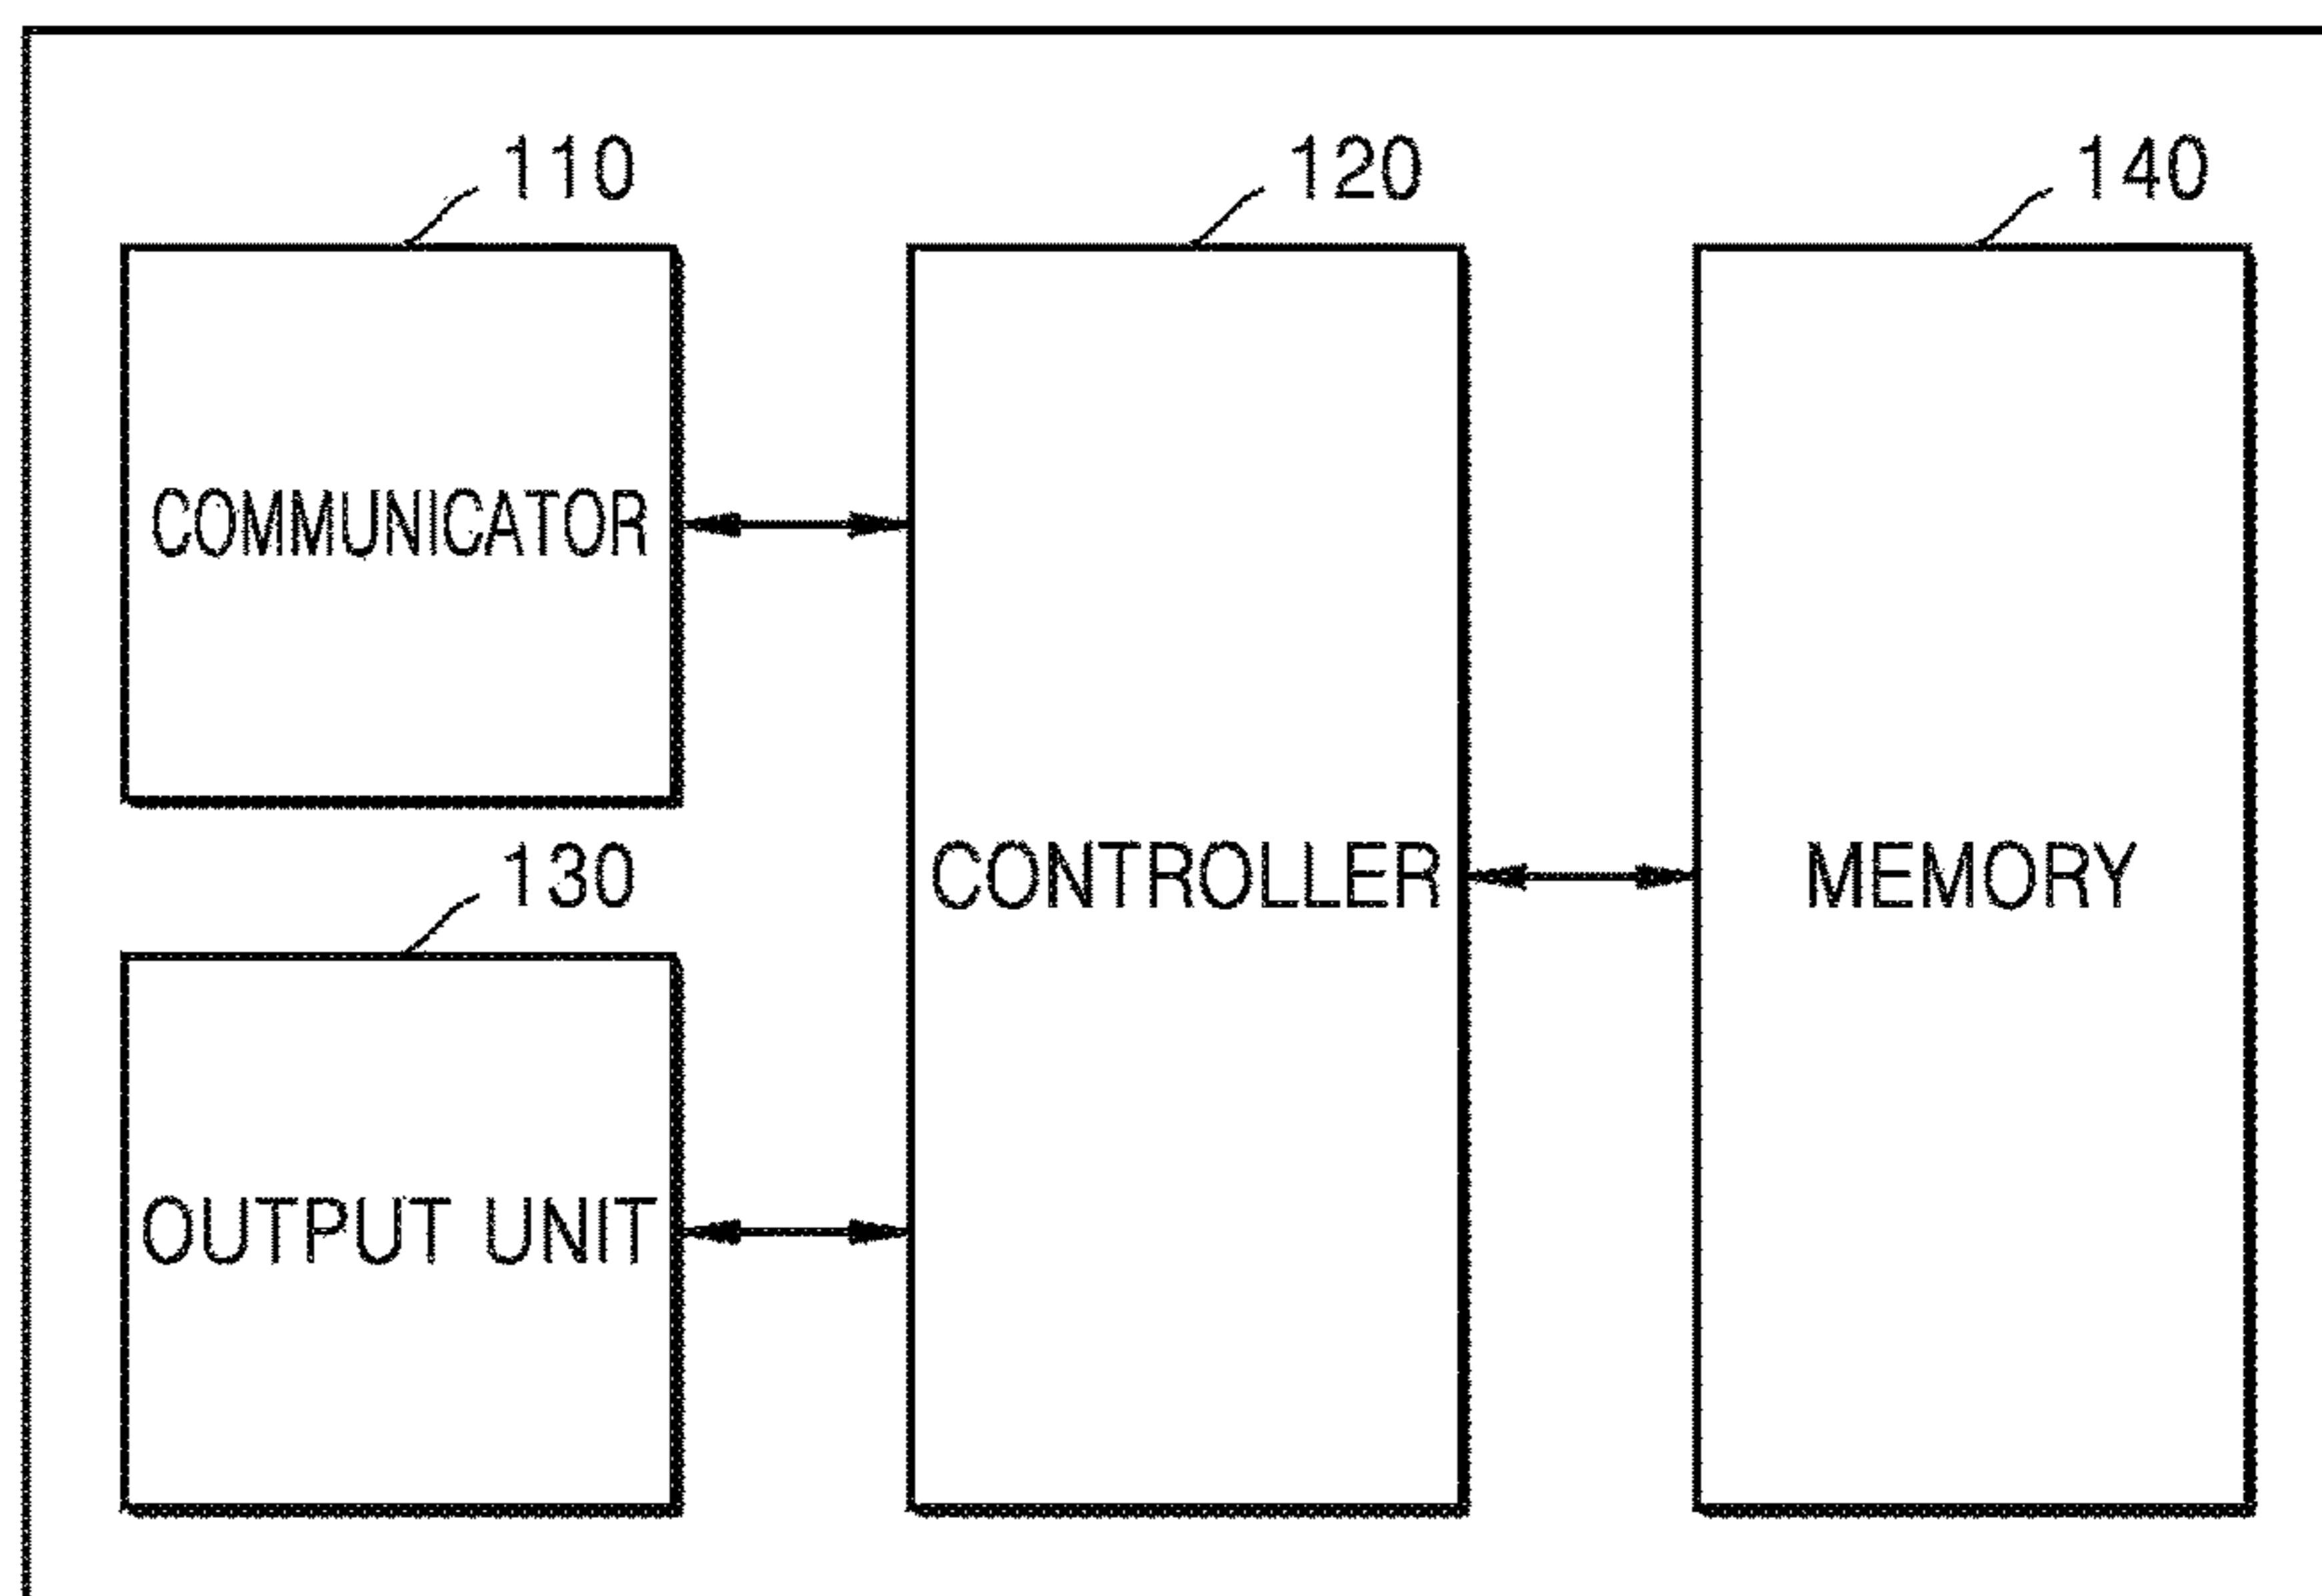 110
120
140
COMMUNICATOR
130
CONTROLLER
MEMORY
OUTPUT UNIT